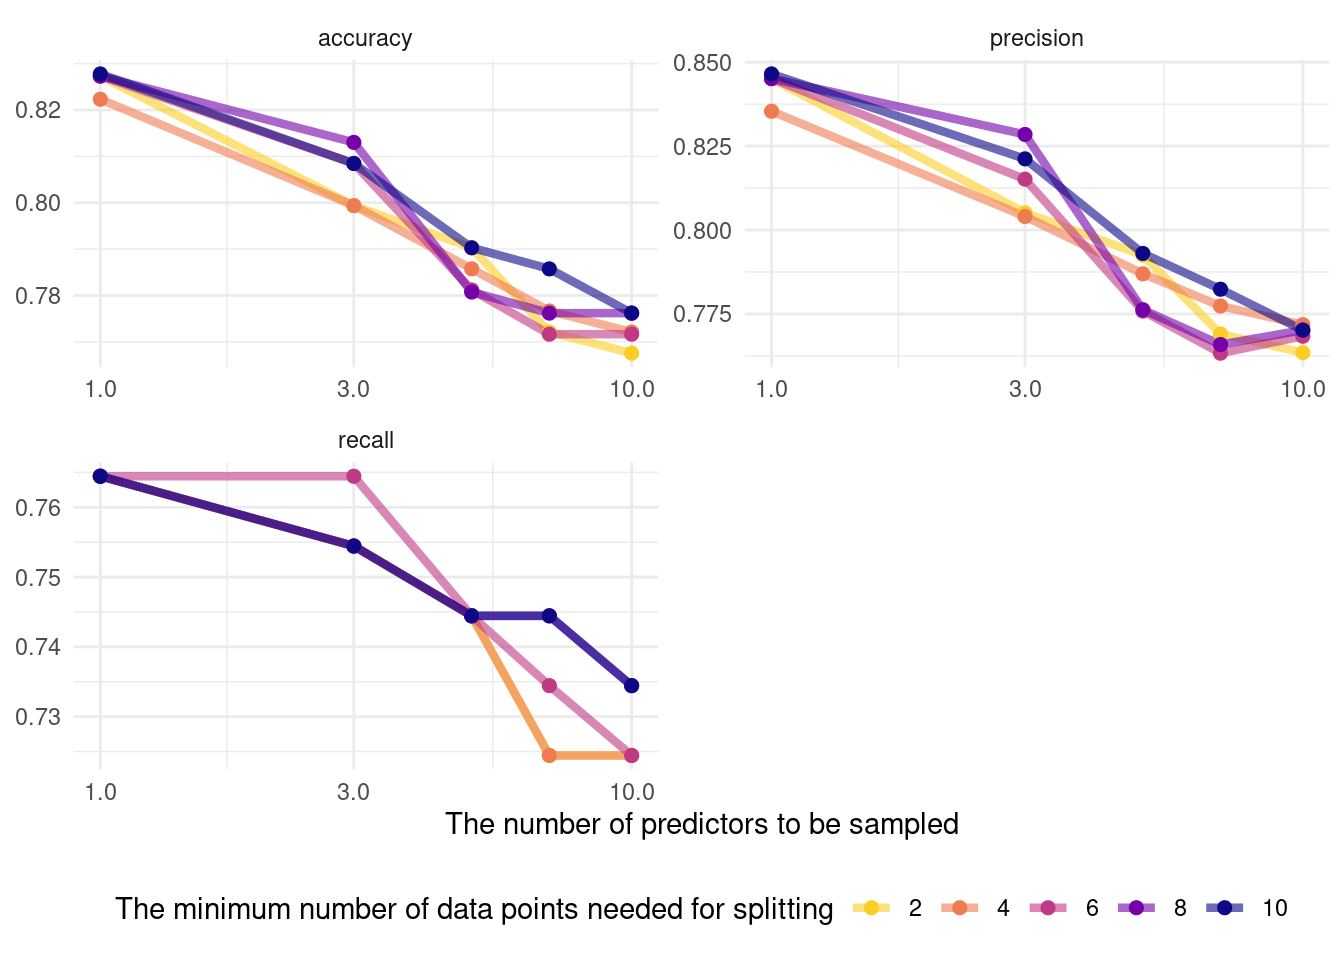 accuracy
0.82
0.80
0.78
1.0 3.0 10.0
precision
0.850
0.825
0.800
0.775
1.0 3.0 10.0
recall
0.76
0.75
0.74
0.73
1.0 3.0 10.0
The number of predictors to be sampled
The minimum number of data points needed for splitting 2 4 6 8 10